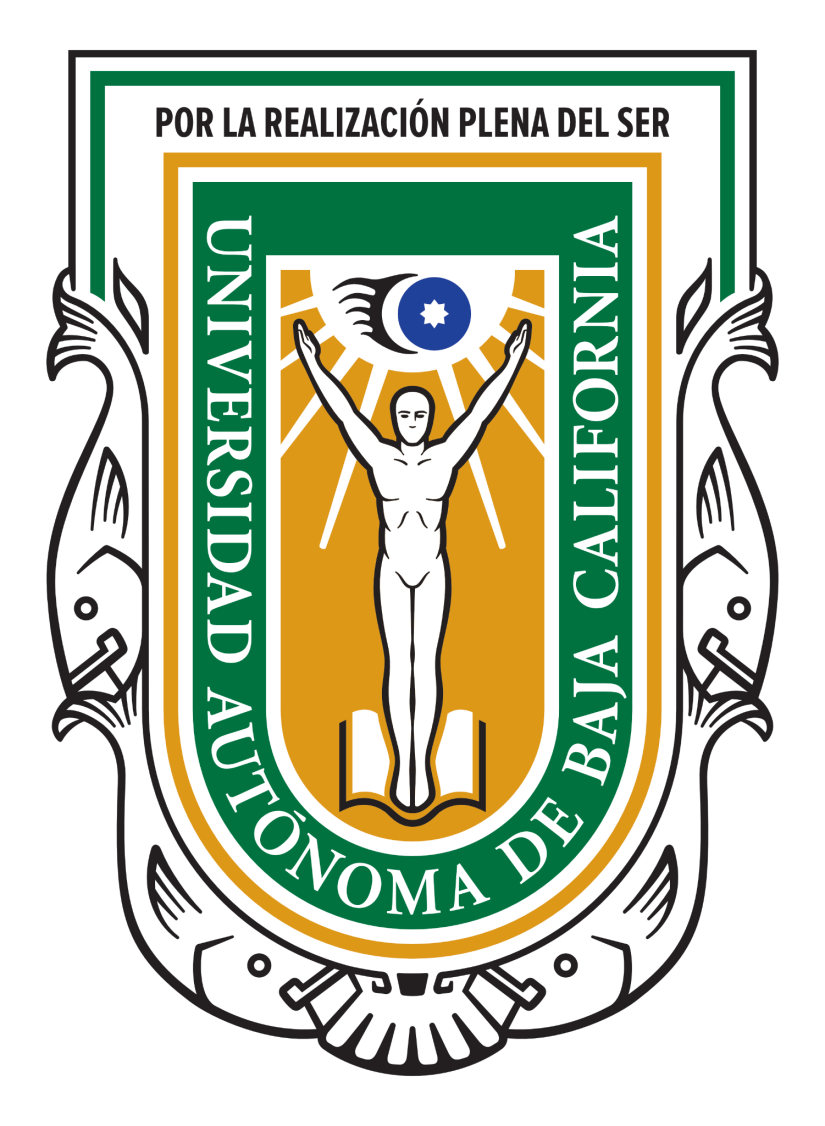 POR LA REALIZACIÓN PLENA DEL SER
UNIVERSIDAD AUTÓNOMA DE BAJA CALIFORNIA